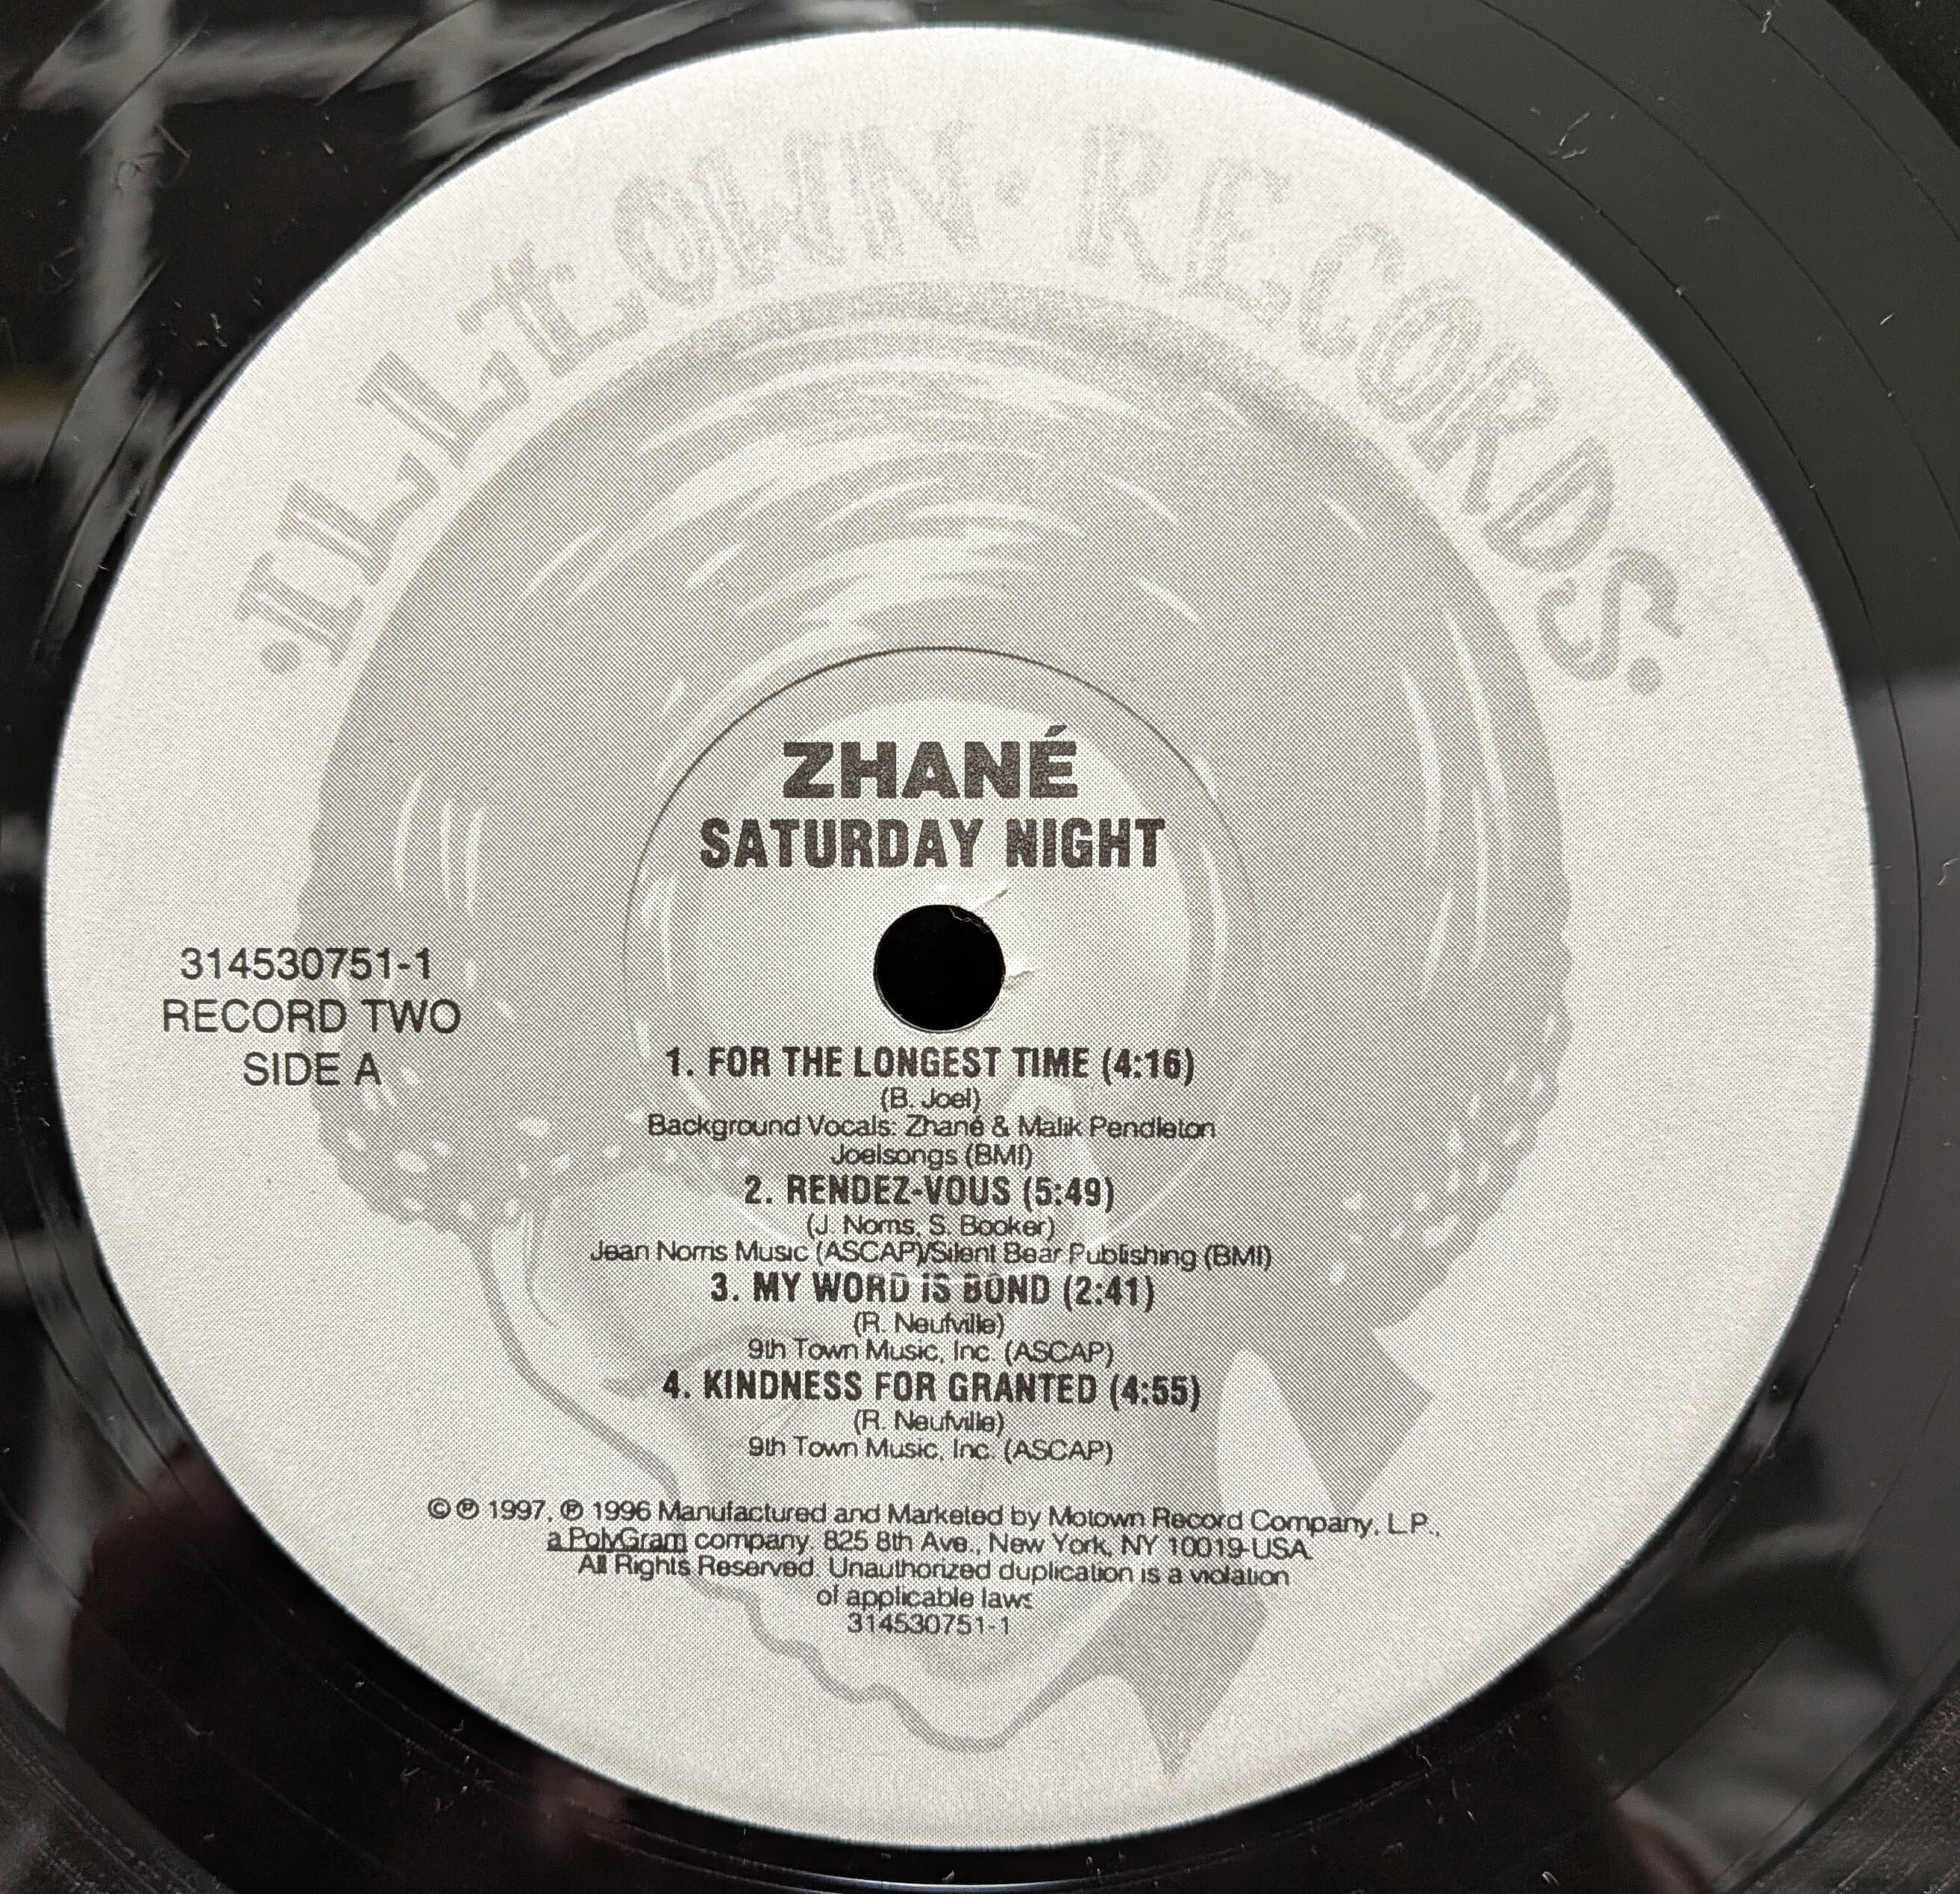 ·ILLTOWN· RECORDS·
ZHANÉ
SATURDAY NIGHT
314530751-1
RECORD TWO
SIDE A
1. FOR THE LONGEST TIME (4:16)
(B. Joel)
Background Vocals: Zhané & Malik Pendleton
Joelsongs (BMI)
2. RENDEZ-VOUS (5:49)
(J. Norris, S. Booker)
Jean Norris Music (ASCAP)/Silent Bear Publishing (BMI)
3. MY WORD IS BOND (2:41)
(R. Neufville)
9th Town Music, Inc. (ASCAP)
4. KINDNESS FOR GRANTED (4:55)
(R. Neufville)
9th Town Music, Inc. (ASCAP)
© ℗ 1997, ℗ 1996 Manufactured and Marketed by Motown Record Company, L.P.,
a PolyGram company. 825 8th Ave., New York, NY 10019-USA.
All Rights Reserved. Unauthorized duplication is a violation
of applicable laws
314530751-1